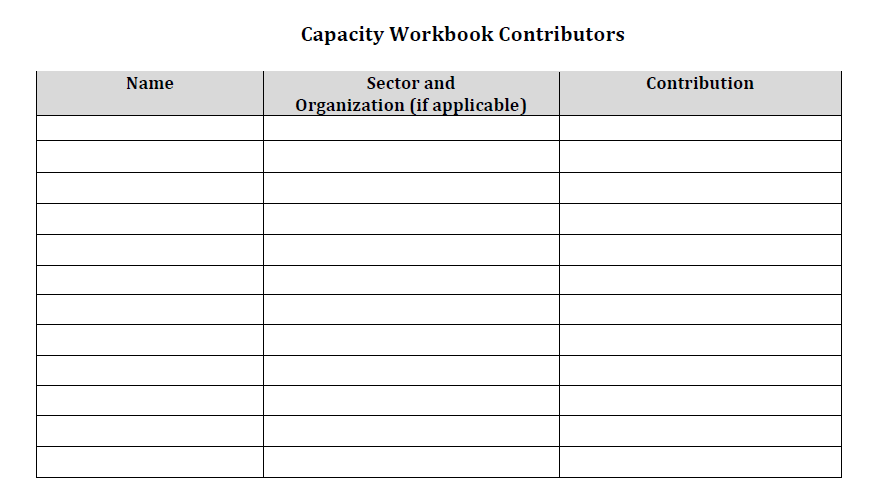 Capacity Workbook Contributors
Name
Sector and
Organization (if applicable)
Contribution